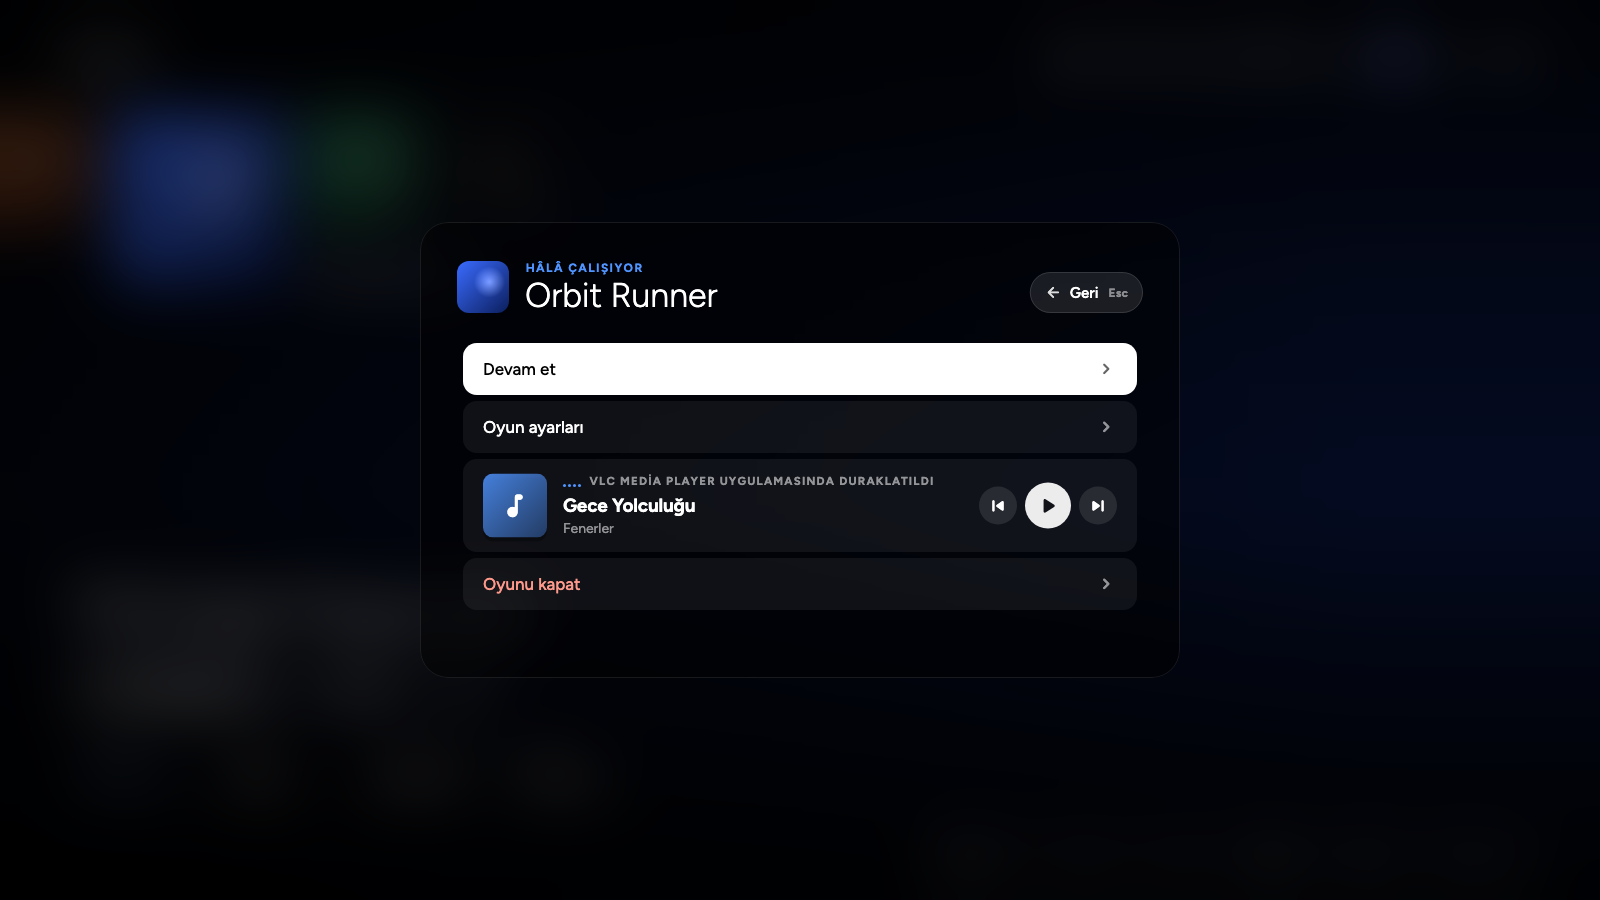 HÂLÂ ÇALIŞIYOR
Orbit Runner
Geri Esc
Devam et
Oyun ayarları
VLC MEDİA PLAYER UYGULAMASINDA DURAKLATILDI
Gece Yolculuğu
Fenerler
Oyunu kapat